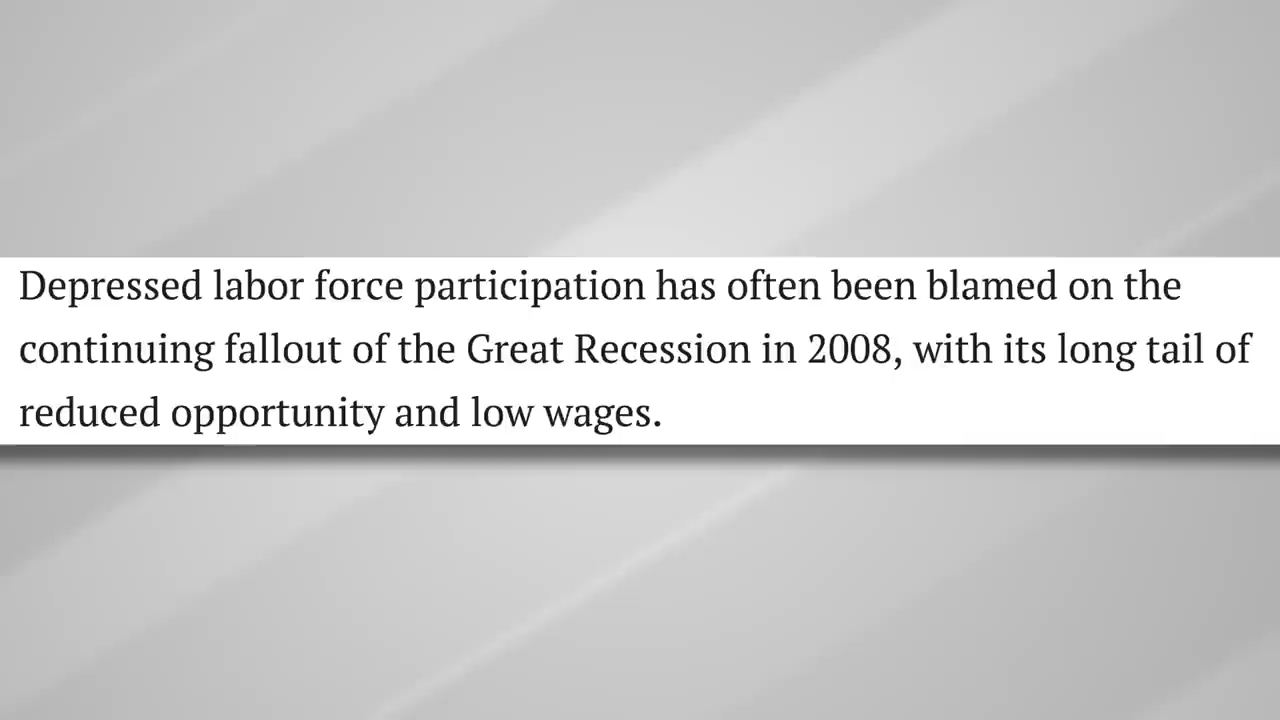 Depressed labor force participation has often been blamed on the
continuing fallout of the Great Recession in 2008, with its long tail of
reduced opportunity and low wages.